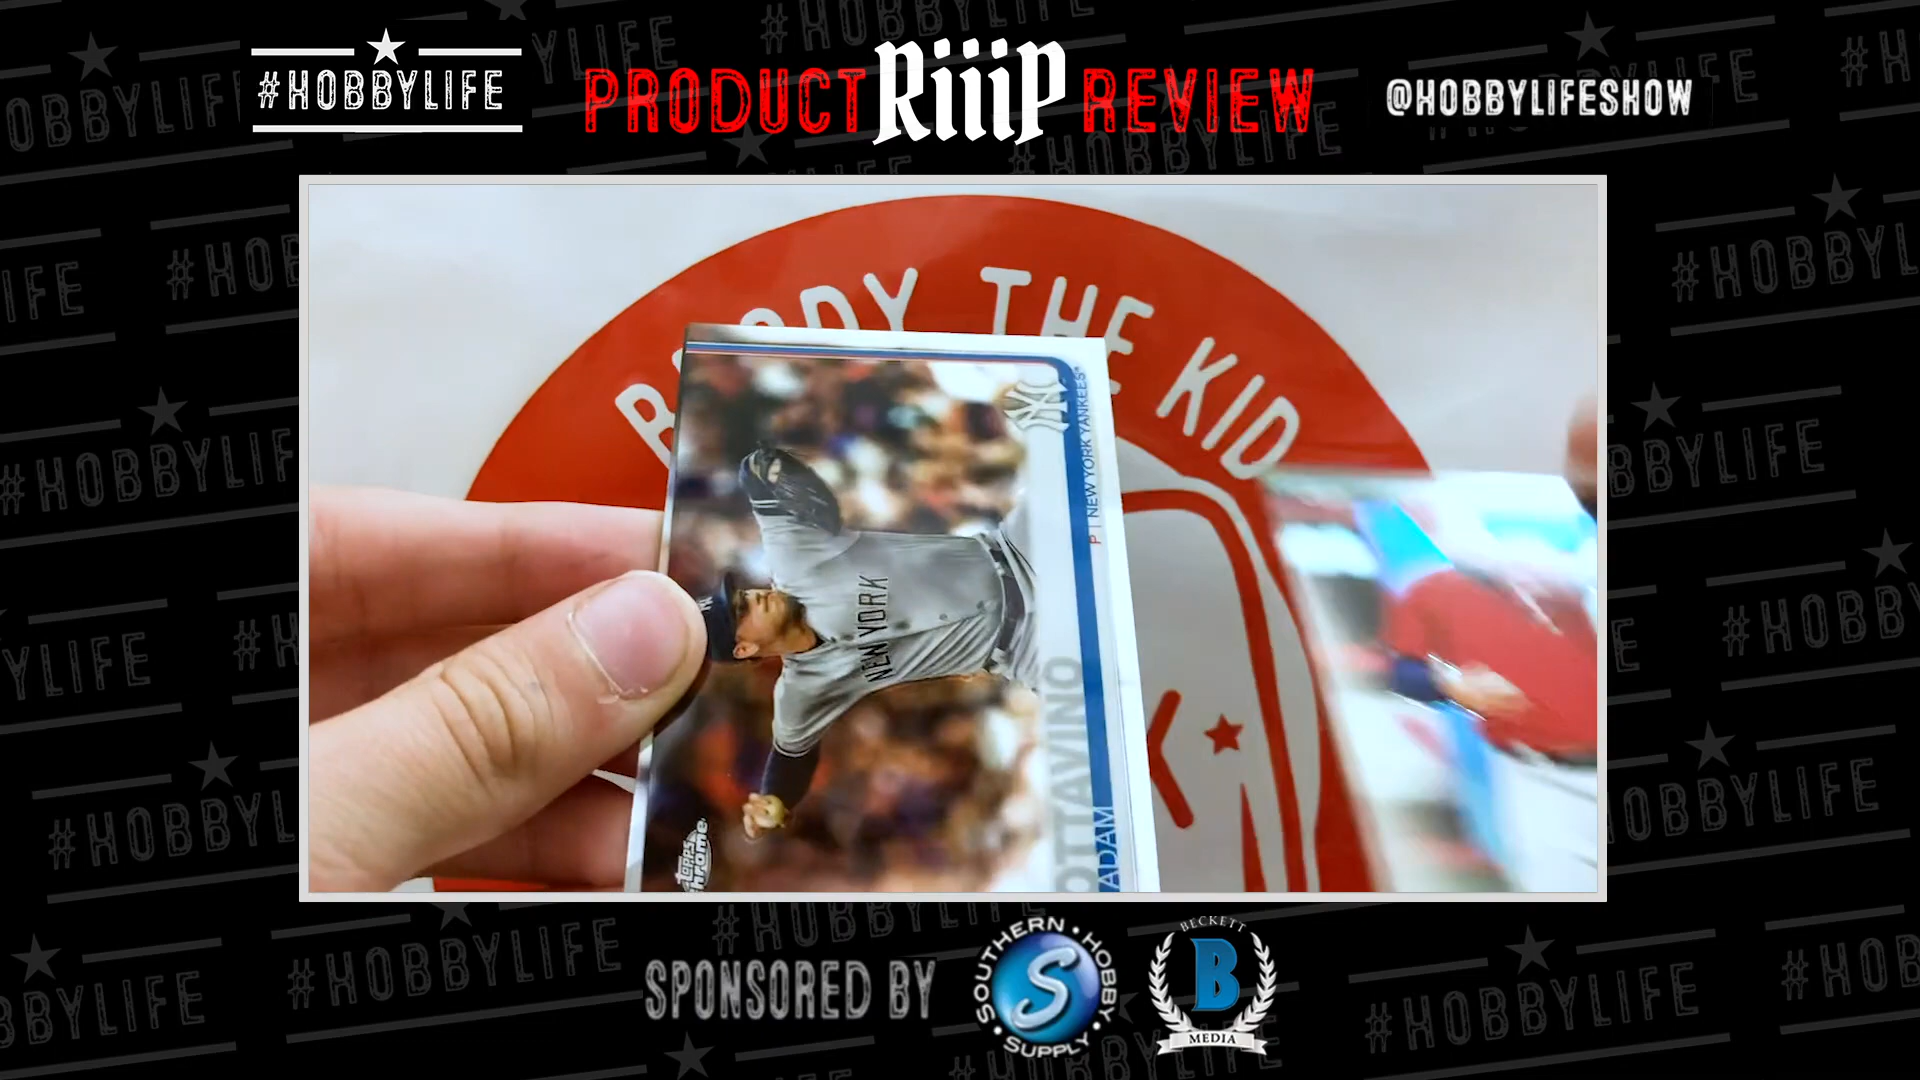 #HOBBYLIFE
PRODUCT RiiiP REVIEW
@HOBBYLIFESHOW
THE KID
NEW YORK
P | NEW YORK YANKEES
ADAM
OTTAVINO
topps
chrome
SPONSORED BY
SOUTHERN • HOBBY • SUPPLY •
S
BECKETT
B
MEDIA